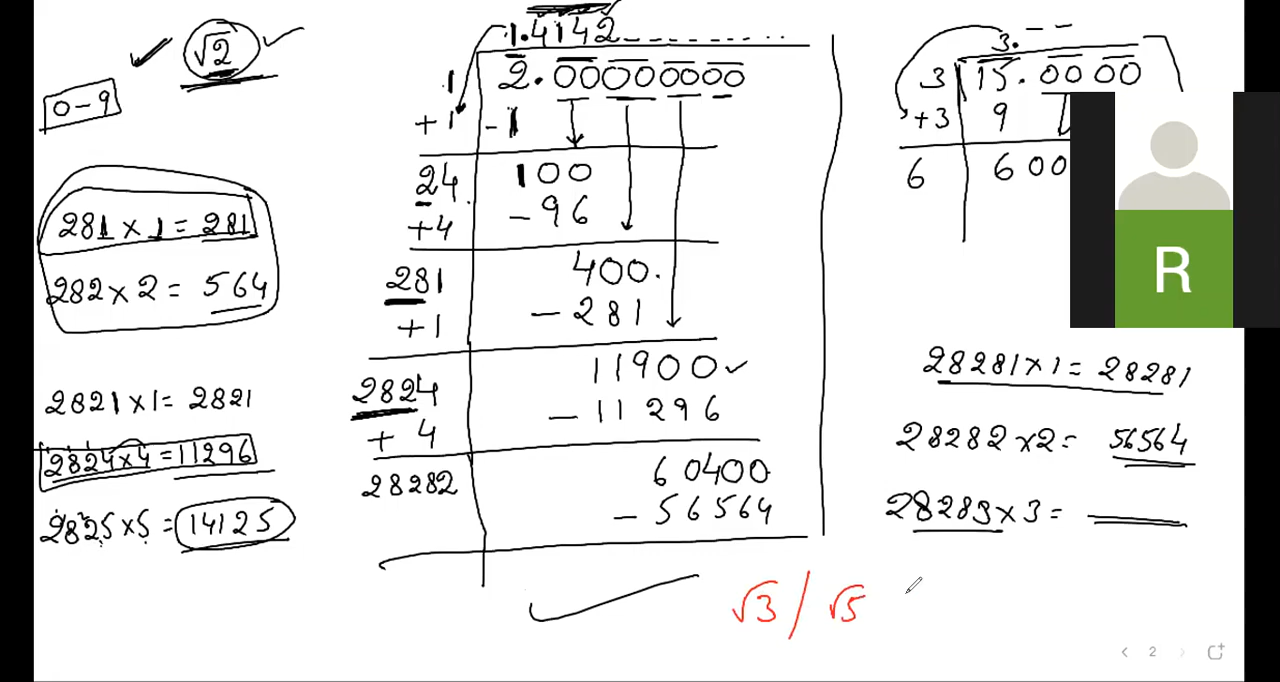 √2
0-9
281 × 1 = 281
282 × 2 = 564
2821 × 1 = 2821
2824 × 4 = 11296
2825 × 5 = 14125
1.4142
1 2.00000000
+1 -1
24 100
+4 -96
281 400.
+1 -281
2824 11900
+4 -11296
28282 60400
-56564
√3 / √5
3.
3 15.0000
+3 9
6 600
R
28281 × 1 = 28281
28282 × 2 = 56564
28283 × 3 =
2